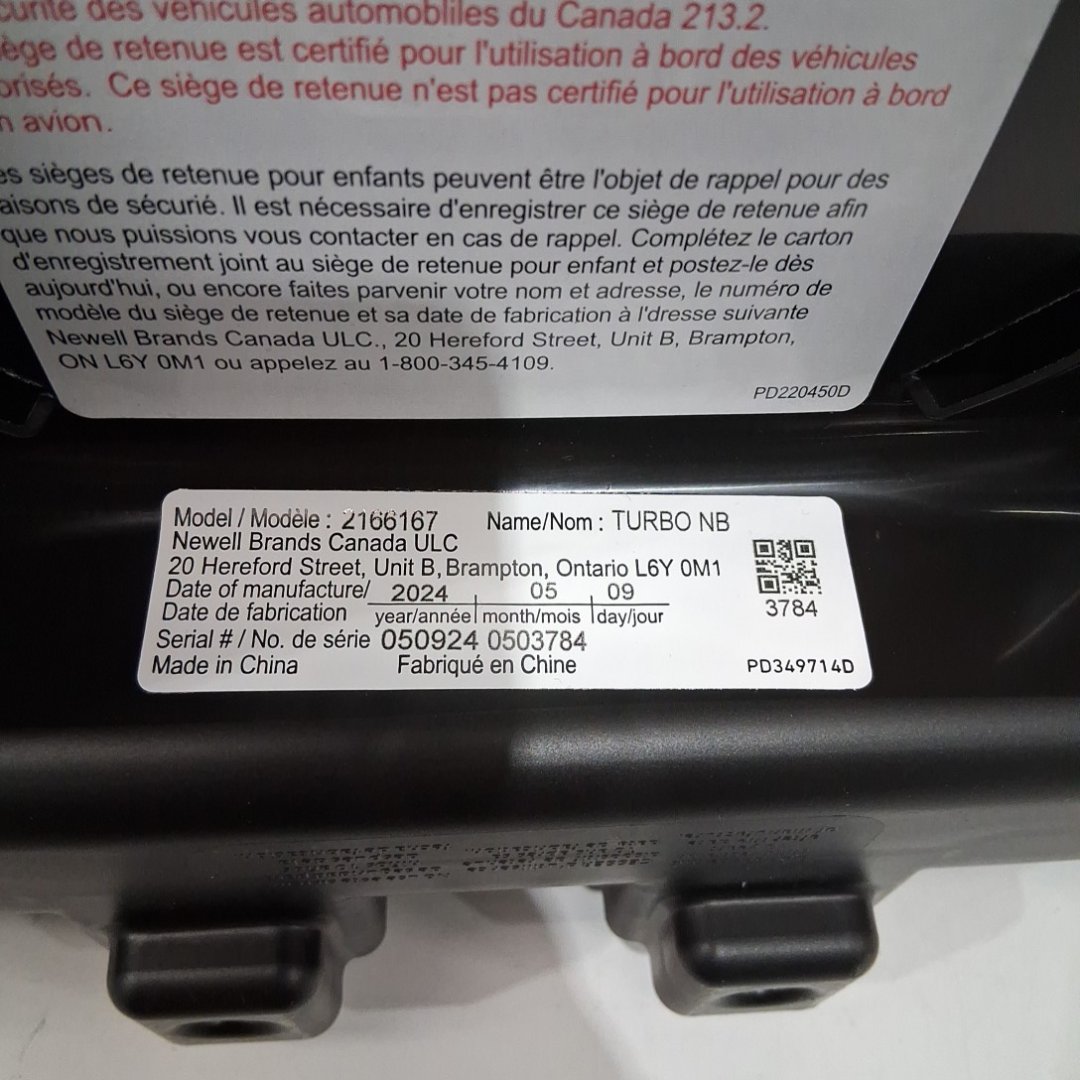 des véhicules automobliles du Canada 213.2.
de retenue est certifié pour l'utilisation à bord des véhicules
Ce siège de retenue n'est pas certifié pour l'utilisation à bord
avion.
sièges de retenue pour enfants peuvent être l'objet de rappel pour des
de sécurié. Il est nécessaire d'enregistrer ce siège de retenue afin
que nous puissions vous contacter en cas de rappel. Complétez le carton
d'enregistrement joint au siège de retenue pour enfant et postez-le dès
aujourd'hui, ou encore faites parvenir votre nom et adresse, le numéro de
modèle du siège de retenue et sa date de fabrication à l'dresse suivante
Newell Brands Canada ULC., 20 Hereford Street, Unit B, Brampton,
ON L6Y 0M1 ou appelez au 1-800-345-4109.
PD220450D
Model / Modèle : 2166167 Name/Nom : TURBO NB
Newell Brands Canada ULC
20 Hereford Street, Unit B, Brampton, Ontario L6Y 0M1
Date of manufacture/ 2024 05 09
Date de fabrication year/année month/mois day/jour
3784
Serial # / No. de série 050924 0503784
Made in China Fabriqué en Chine PD349714D